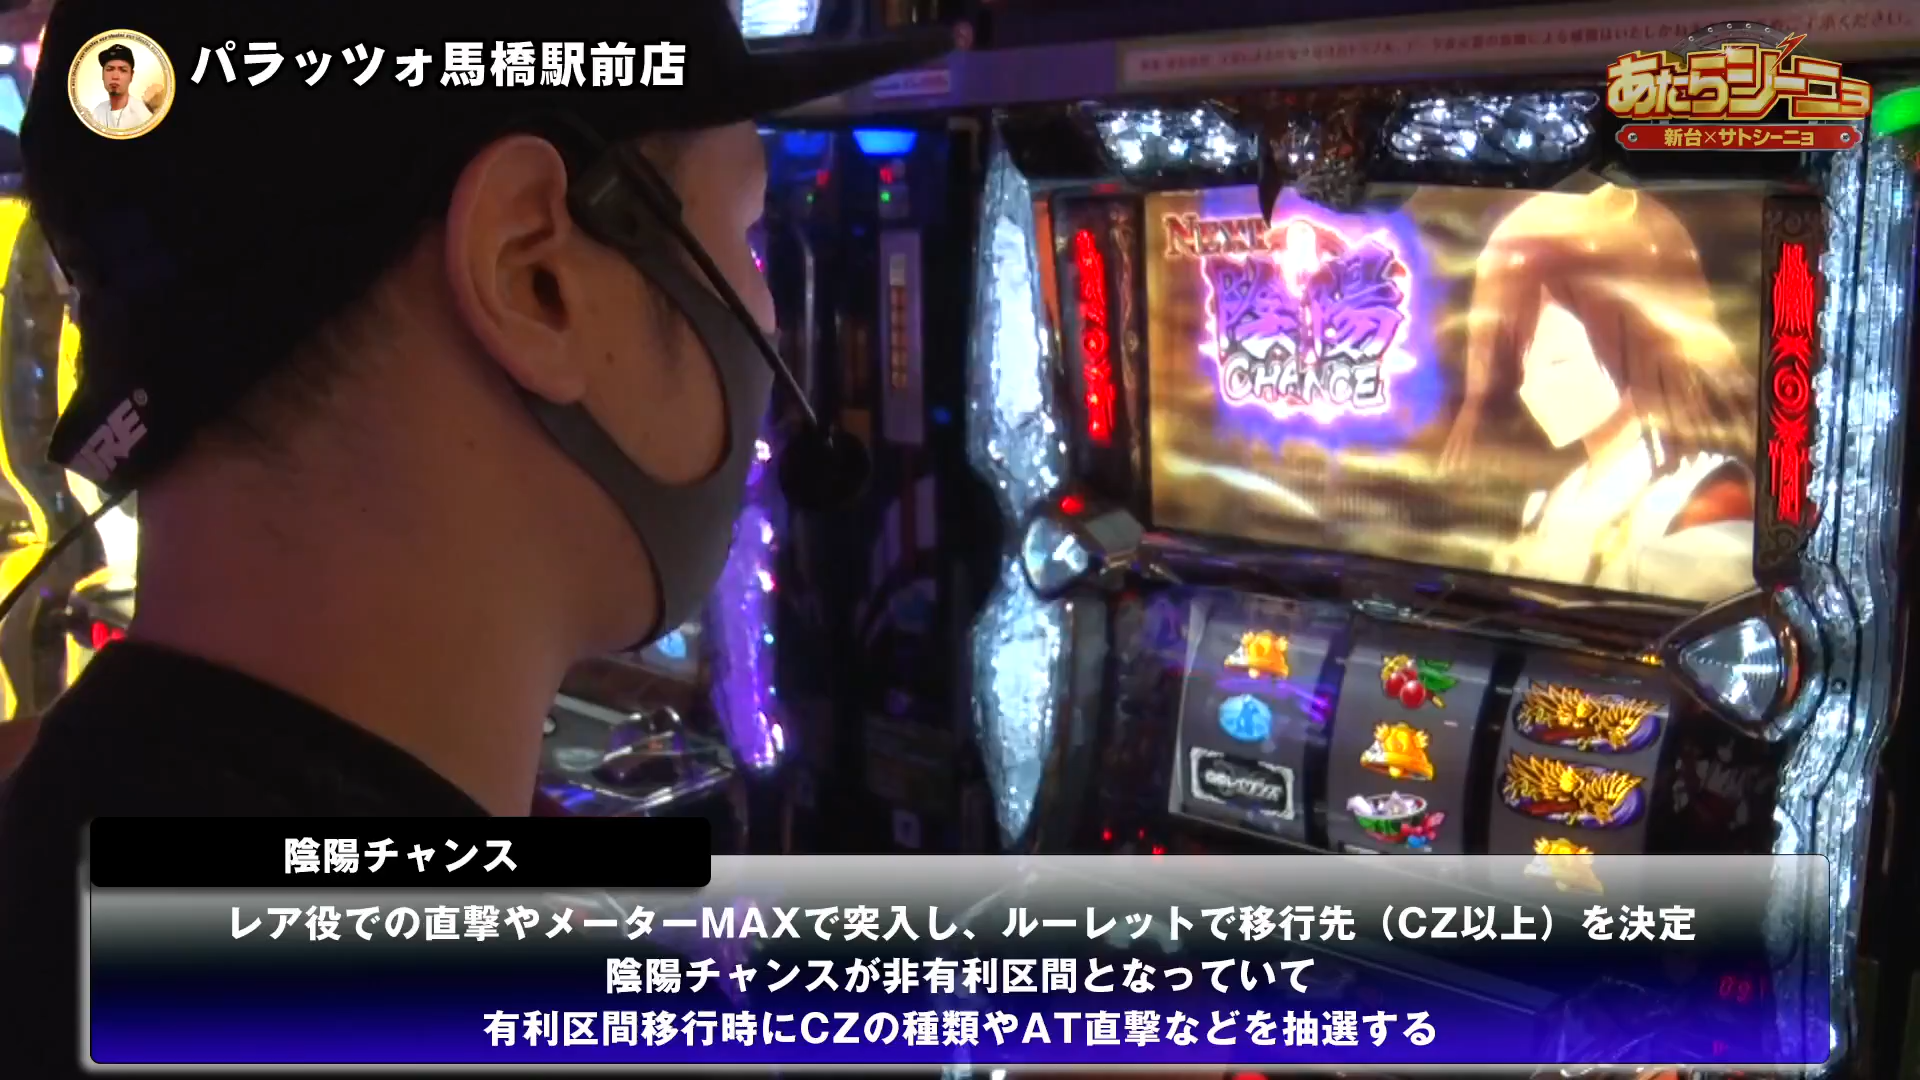 パラッツォ馬橋駅前店
あたらシーニョ
新台×サトシーニョ
NEXT
陰陽
CHANCE
陰陽チャンス
レア役での直撃やメーターMAXで突入し、ルーレットで移行先（CZ以上）を決定
陰陽チャンスが非有利区間となっていて
有利区間移行時にCZの種類やAT直撃などを抽選する